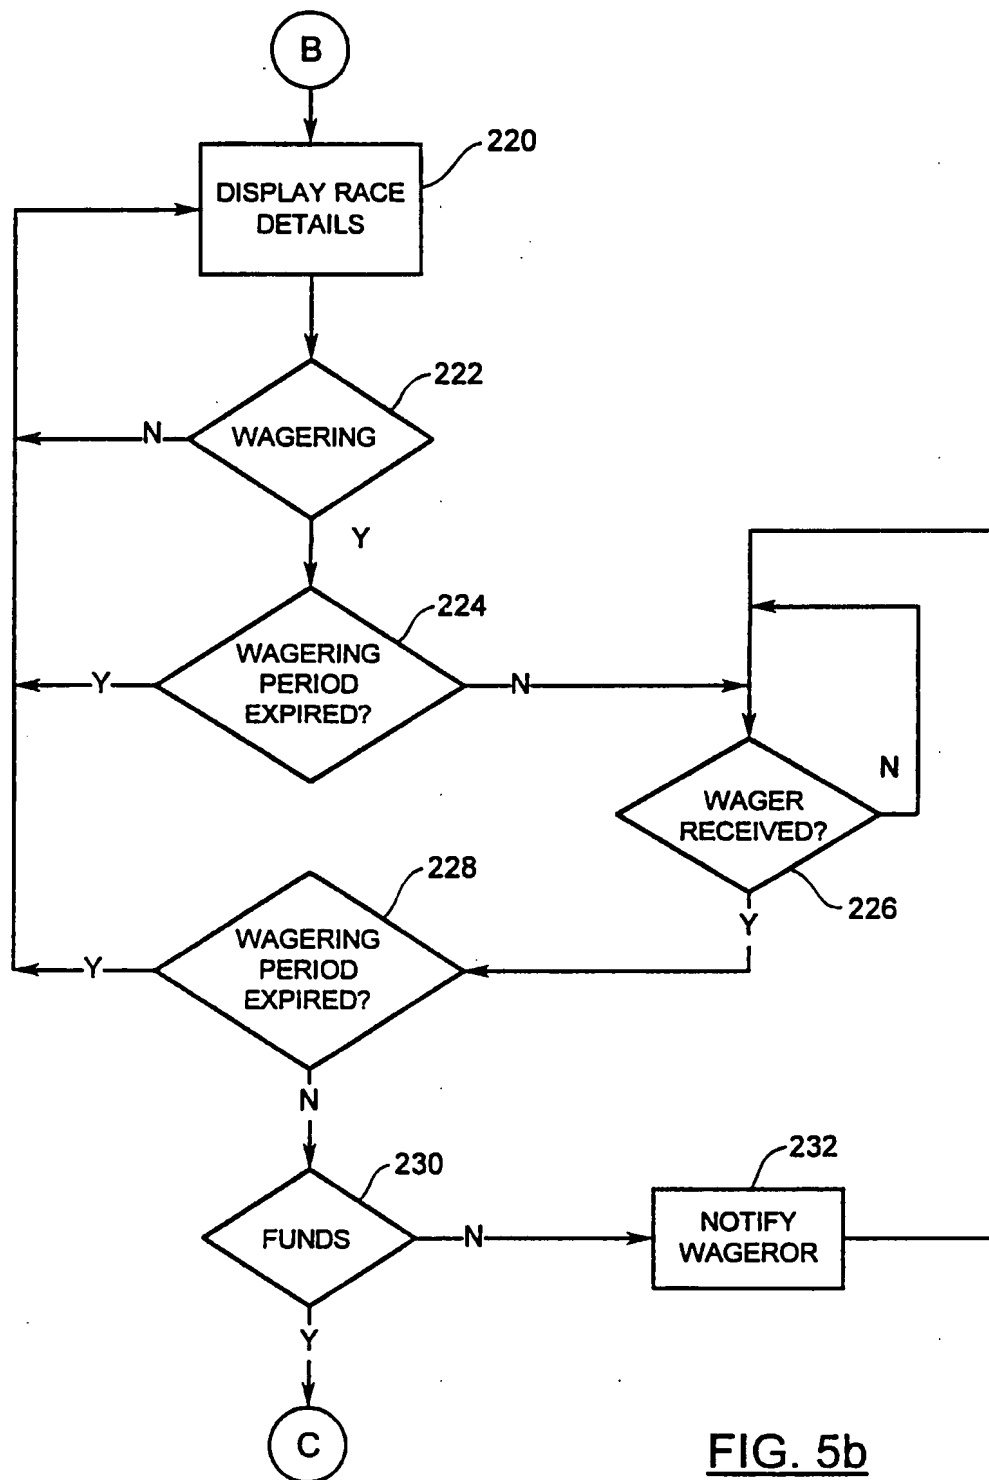 B
220
DISPLAY RACE
DETAILS
222
WAGERING
N
Y
224
WAGERING
PERIOD
EXPIRED?
Y
N
WAGER
RECEIVED?
N
226
Y
228
WAGERING
PERIOD
EXPIRED?
Y
N
230
FUNDS
N
232
NOTIFY
WAGEROR
Y
C
FIG. 5b